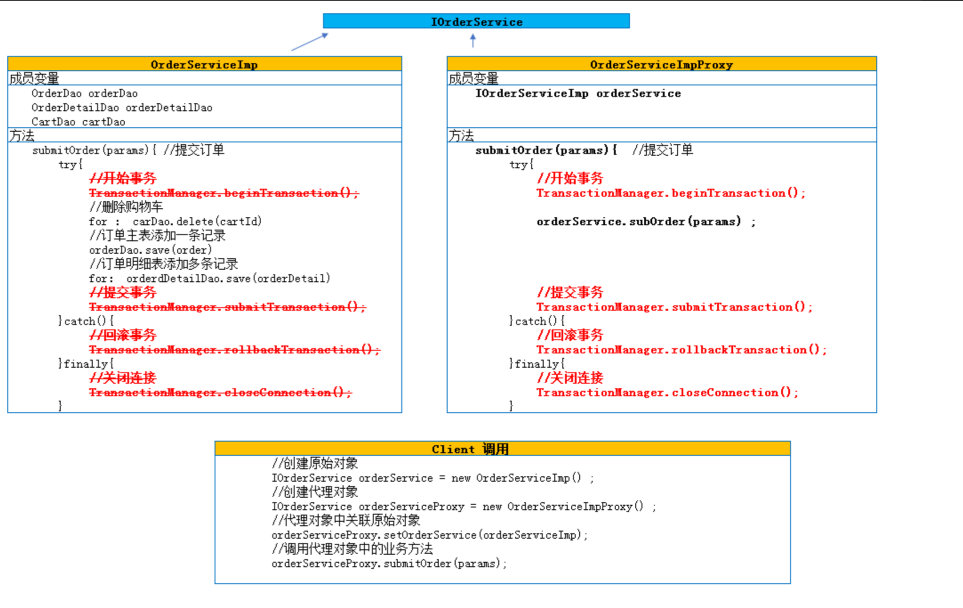 IOrderService
OrderServiceImp
成员变量
OrderDao orderDao
OrderDetailDao orderDetailDao
CartDao cartDao
方法
submitOrder(params){ //提交订单
try{
//开始事务
TransactionManager.beginTransaction();
//删除购物车
for : carDao.delete(cartId)
//订单主表添加一条记录
orderDao.save(order)
//订单明细表添加多条记录
for: orderdDetailDao.save(orderDetail)
//提交事务
TransactionManager.submitTransaction();
}catch(){
//回滚事务
TransactionManager.rollbackTransaction();
}finally{
//关闭连接
TransactionManager.closeConnection();
}
OrderServiceImpProxy
成员变量
IOrderServiceImp orderService
方法
submitOrder(params){ //提交订单
try{
//开始事务
TransactionManager.beginTransaction();
orderService.subOrder(params) ;
//提交事务
TransactionManager.submitTransaction();
}catch(){
//回滚事务
TransactionManager.rollbackTransaction();
}finally{
//关闭连接
TransactionManager.closeConnection();
}
Client 调用
//创建原始对象
IOrderService orderService = new OrderServiceImp() ;
//创建代理对象
IOrderService orderServiceProxy = new OrderServiceImpProxy() ;
//代理对象中关联原始对象
orderServiceProxy.setOrderService(orderServiceImp);
//调用代理对象中的业务方法
orderServiceProxy.submitOrder(params);